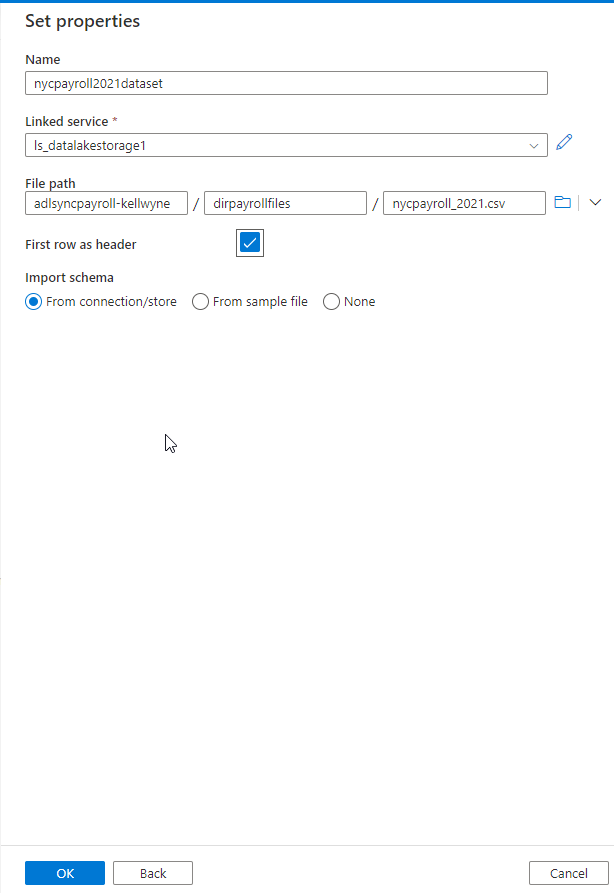 Set properties
Name
nycpayroll2021dataset
Linked service *
ls_datalakestorage1
File path
adlsyncpayroll-kellwyne / dirpayrollfiles / nycpayroll_2021.csv
First row as header
Import schema
From connection/store From sample file None
OK Back Cancel